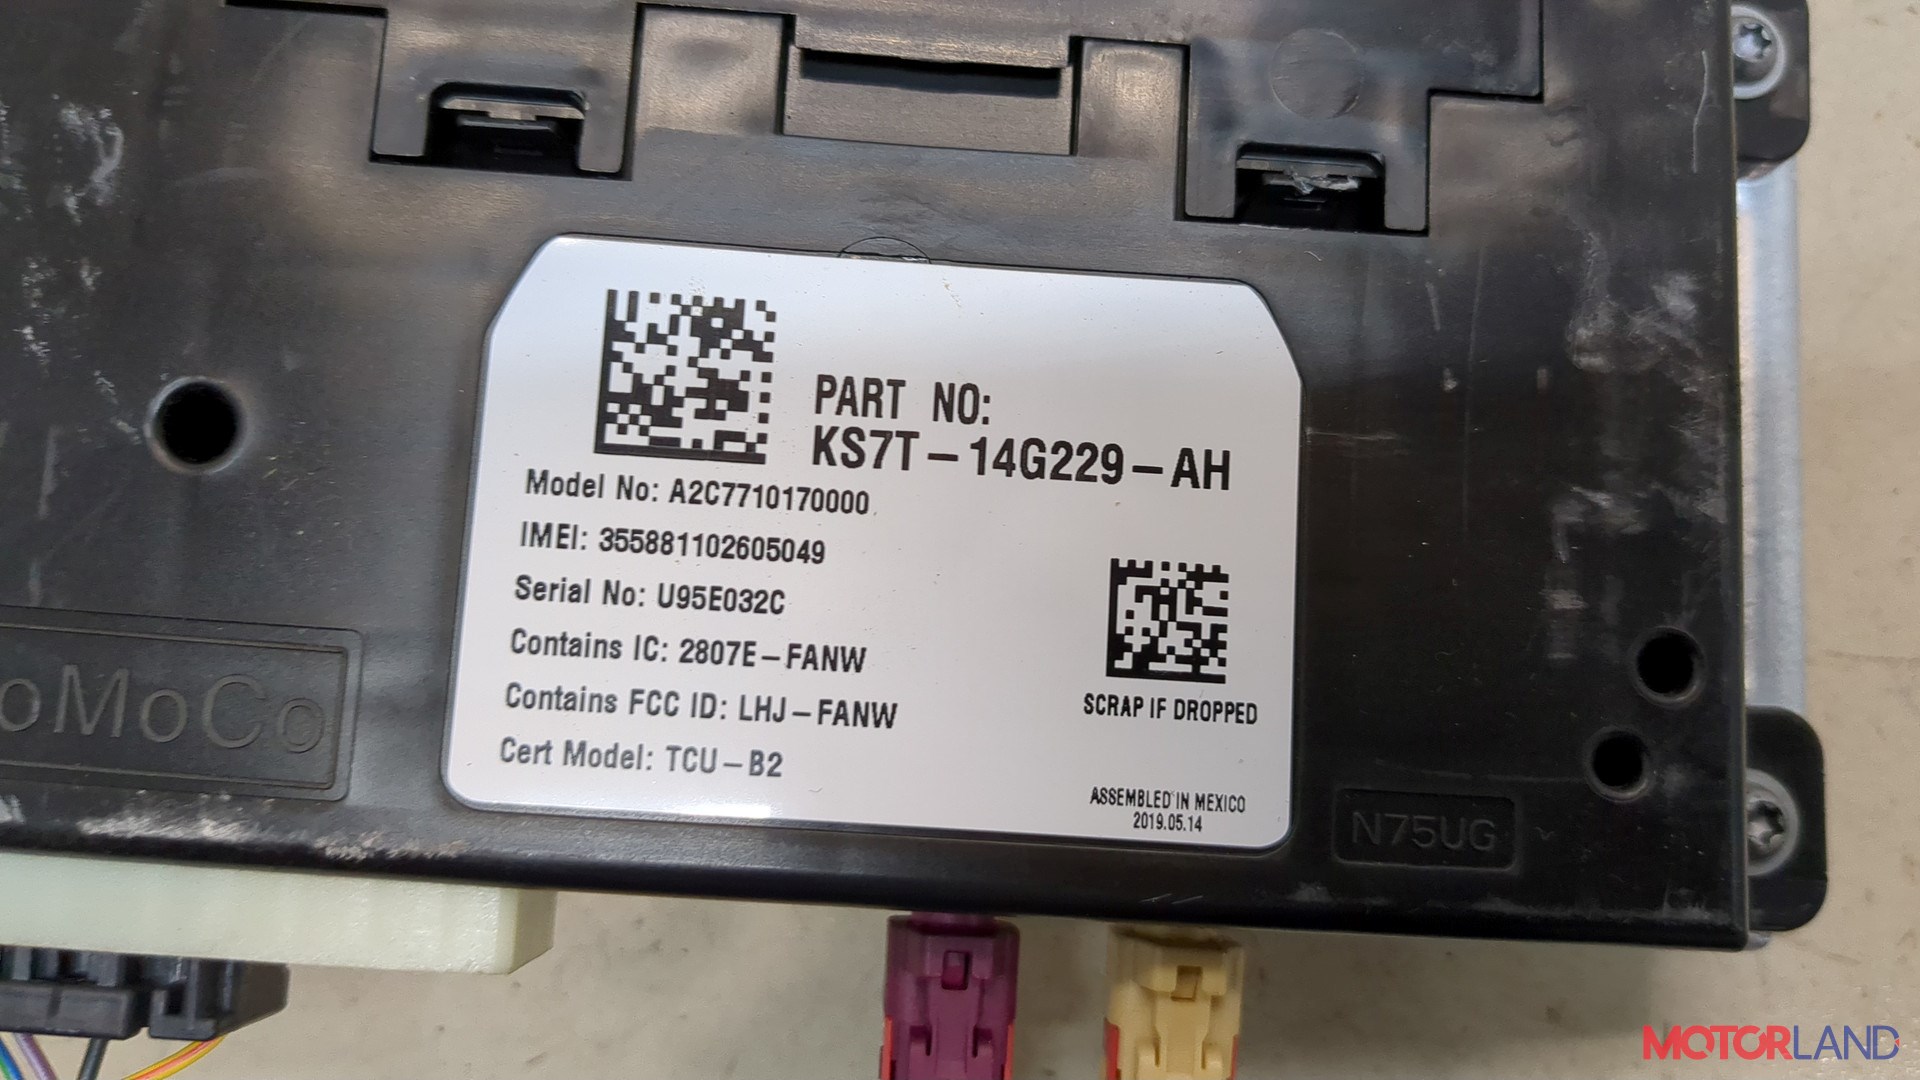 PART NO:
KS7T-14G229-AH
Model No: A2C7710170000
IMEI: 355881102605049
Serial No: U95E032C
Contains IC: 2807E-FANW
Contains FCC ID: LHJ-FANW
Cert Model: TCU-B2
SCRAP IF DROPPED
ASSEMBLED IN MEXICO
2019.05.14
oMoCo ©
N75UG
MOTORLAND